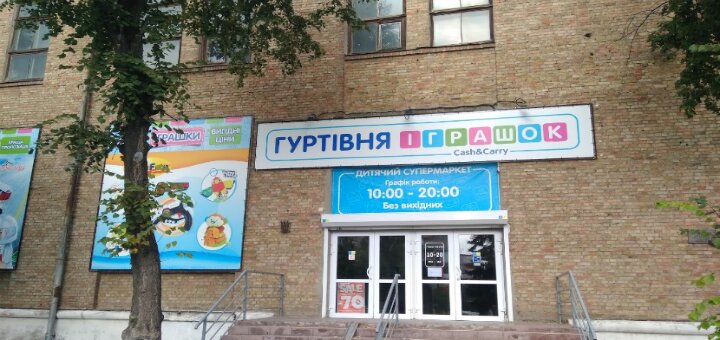 ГУРТІВНЯ ІГРАШОК
Cash&Carry
ДИТЯЧИЙ СУПЕРМАРКЕТ
Графік роботи:
10:00 - 20:00
Без вихідних
ІГРАШКИ
ВИГІДНІ
ЦІНИ
10-20
SALE
-70